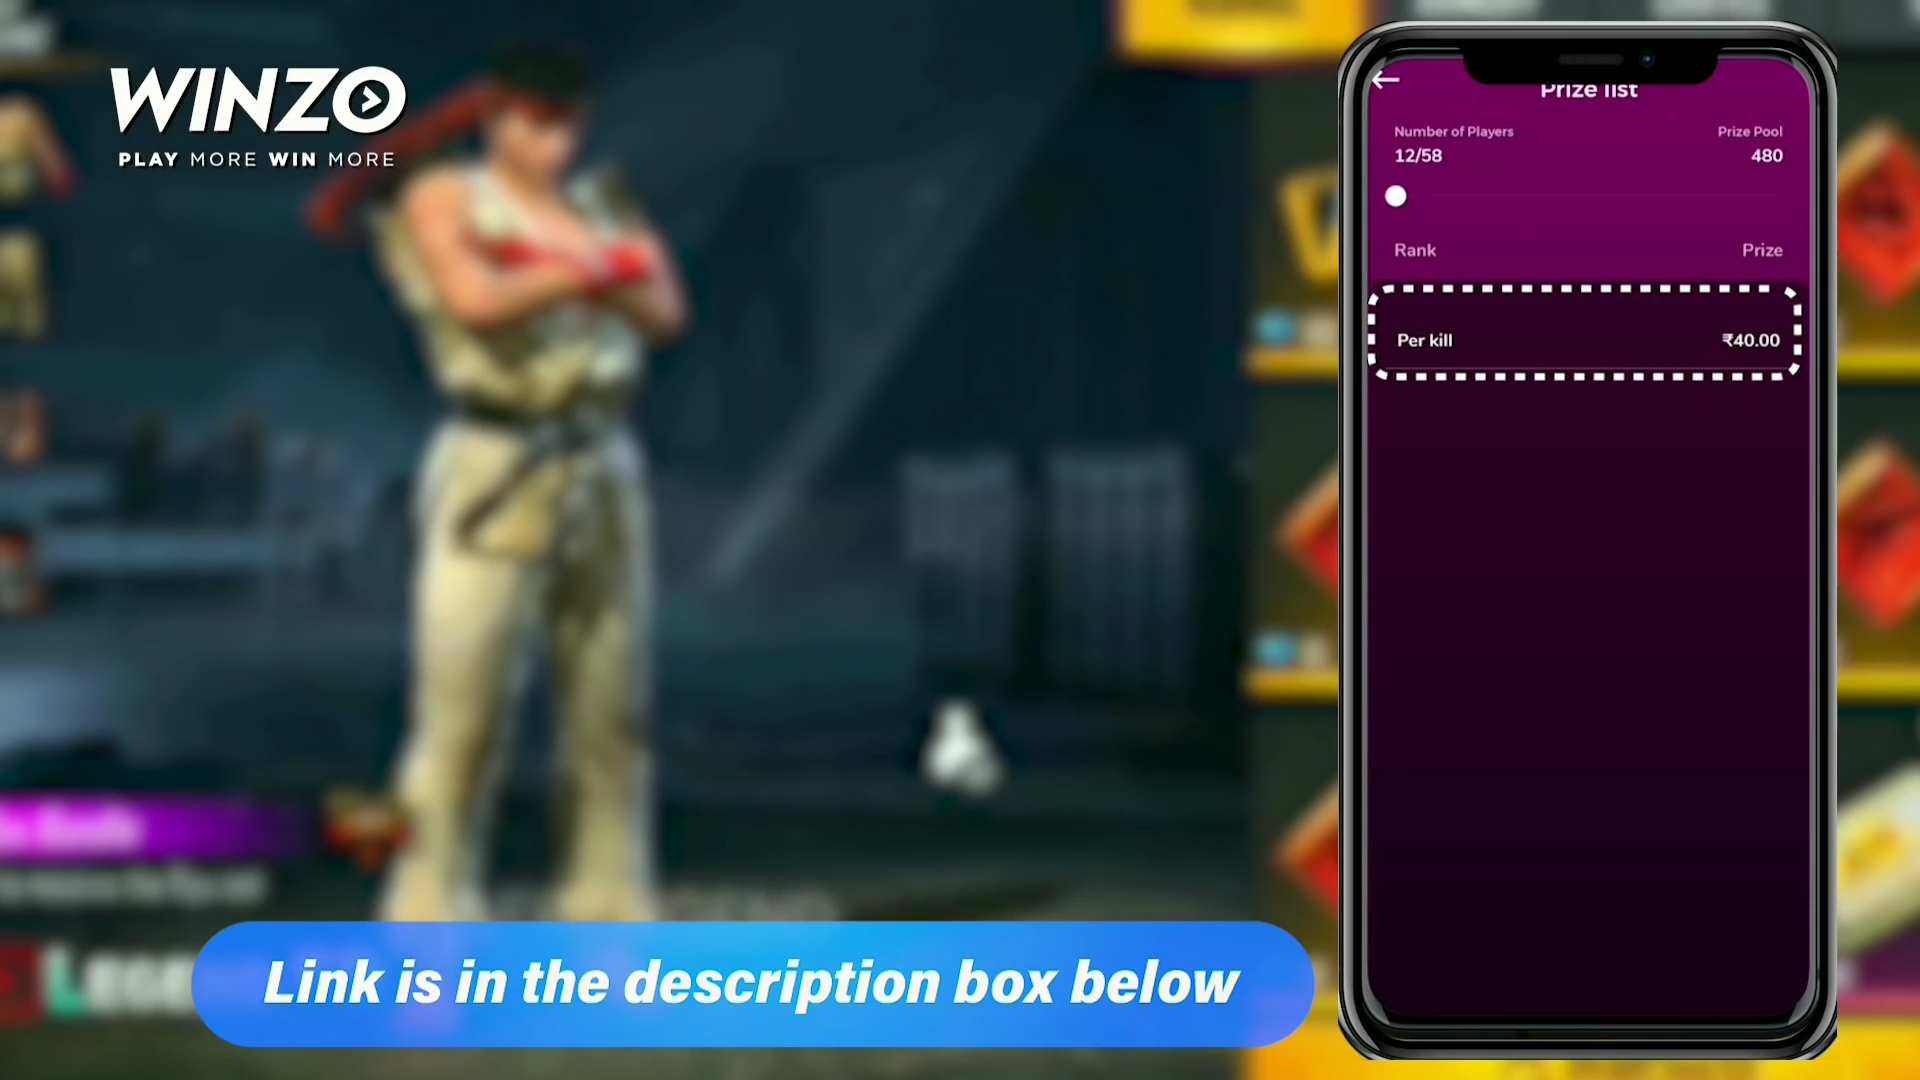 WINZO
PLAY MORE WIN MORE
Prize list
Number of Players
Prize Pool
12/58
480
Rank
Prize
Per kill
₹40.00
Link is in the description box below